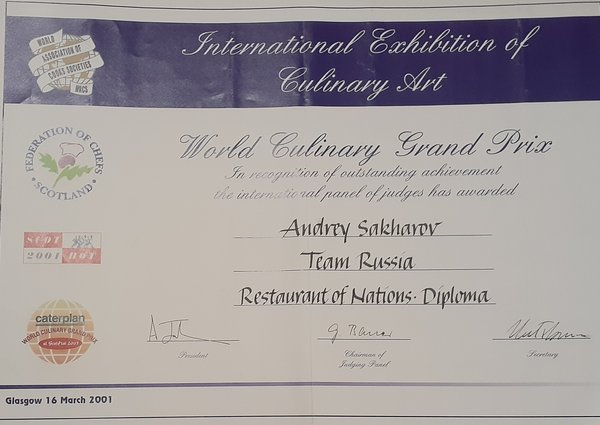 WORLD
ASSOCIATION OF
COOKS SOCIETIES
WACS
International Exhibition of
Culinary Art
FEDERATION OF CHEFS
• SCOTLAND •
World Culinary Grand Prix
In recognition of outstanding achievement
the international panel of judges has awarded
Andrey Sakharov
Team Russia
Restaurant of Nations · Diploma
2001 HOT
caterplan
WORLD CULINARY GRAND PRIX
President
Chairman of
Judging Panel
Secretary
Glasgow 16 March 2001